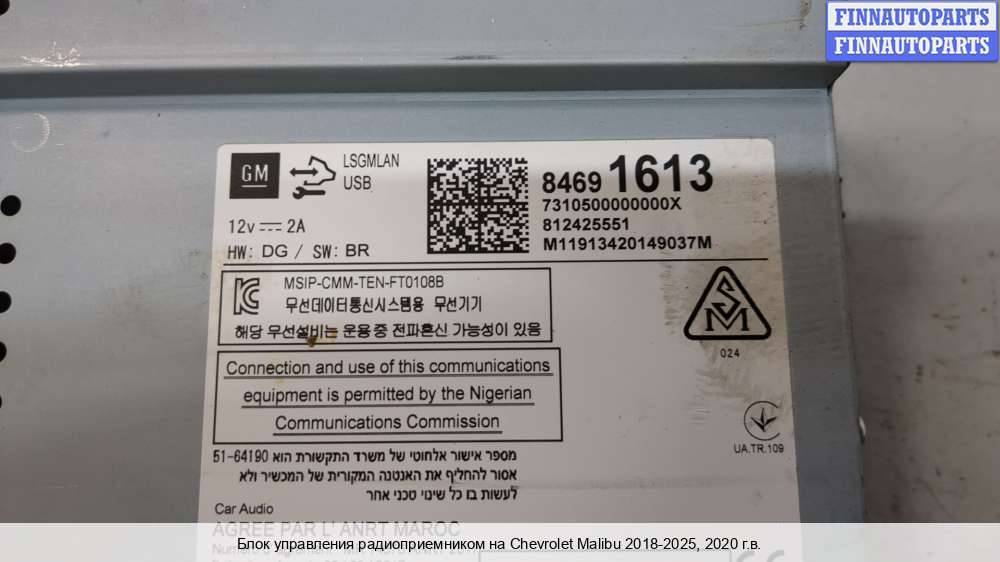 FINNAUTOPARTS
FINNAUTOPARTS
GM
LSGMLAN
USB
12v 2A
HW: DG / SW: BR
8469 1613
7310500000000X
812425551
M11913420149037M
MSIP-CMM-TEN-FT0108B
무선데이터통신시스템용 무선기기
해당 무선설비는 운용 중 전파혼신 가능성이 있음
SM
024
Connection and use of this communications
equipment is permitted by the Nigerian
Communications Commission
UA.TR.109
מספר אישור אלחוטי של משרד התקשורת הוא 51-64190
אסור להחליף את האנטנה המקורית של המכשיר ולא
לעשות בו כל שינוי טכני אחר
Car Audio
AGREE PAR L' ANRT MAROC
Блок управления радиоприемником на Chevrolet Malibu 2018-2025, 2020 г.в.